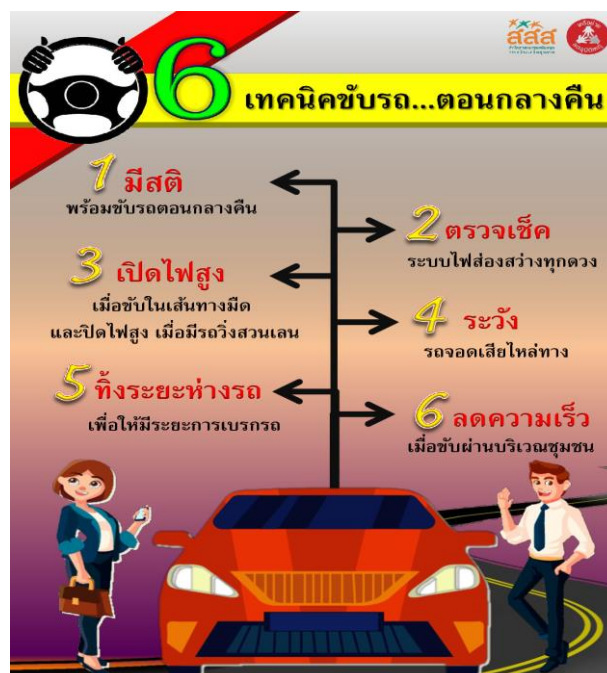 สสส
6 เทคนิคขับรถ...ตอนกลางคืน
1 มีสติ
พร้อมขับรถตอนกลางคืน
2 ตรวจเช็ค
ระบบไฟส่องสว่างทุกดวง
3 เปิดไฟสูง
เมื่อขับในเส้นทางมืด
และปิดไฟสูง เมื่อมีรถวิ่งสวนเลน
4 ระวัง
รถจอดเสียไหล่ทาง
5 ทิ้งระยะห่างรถ
เพื่อให้มีระยะการเบรกรถ
6 ลดความเร็ว
เมื่อขับผ่านบริเวณชุมชน